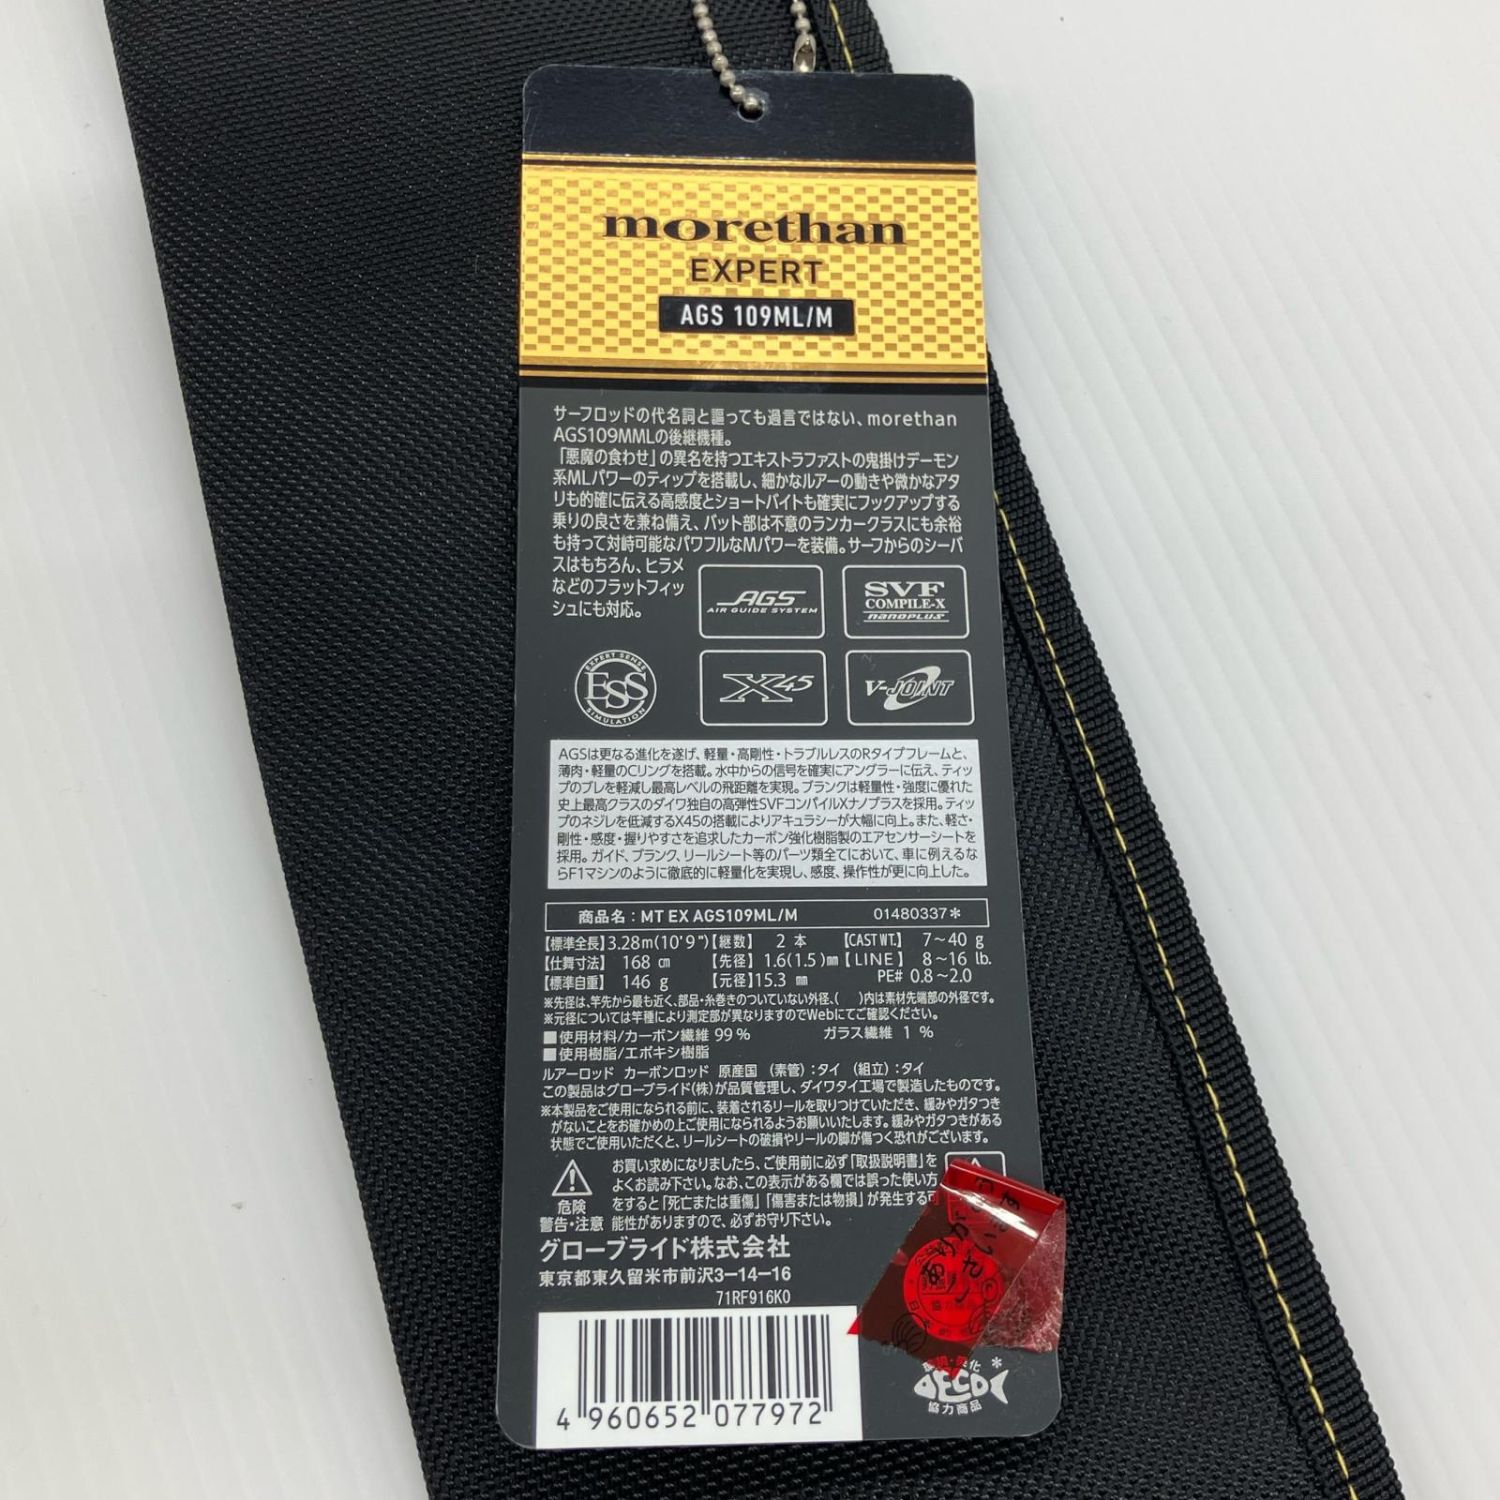 morethan
EXPERT
AGS 109ML/M
サーフロッドの代名詞と謳っても過言ではない、morethan
AGS109MMLの後継機種。
「悪魔の食わせ」の異名を持つエキストラファストの鬼掛けデーモン
系MLパワーのティップを搭載し、細かなルアーの動きや微かなアタ
リも的確に伝える高感度とショートバイトも確実にフックアップする
乗りの良さを兼ね備え、バット部は不意のランカークラスにも余裕
も持って対峙可能なパワフルなMパワーを装備。サーフからのシーバ
スはもちろん、ヒラメ
などのフラットフィッ
シュにも対応。
AGS
AIR GUIDE SYSTEM
SVF
COMPILE-X
nanoplus
EXPERT SENSE
ESS
SIMULATION
X45
V-JOINT
AGSは更なる進化を遂げ、軽量・高剛性・トラブルレスのRタイプフレームと、
薄肉・軽量のCリングを搭載。水中からの信号を確実にアングラーに伝え、ティッ
プのブレを軽減し最高レベルの飛距離を実現。ブランクは軽量性・強度に優れた
史上最高クラスのダイワ独自の高弾性SVFコンパイルXナノプラスを採用。ティッ
プのネジレを低減するX45の搭載によりアキュラシーが大幅に向上。また、軽さ・
剛性・感度・握りやすさを追求したカーボン強化樹脂製のエアセンサーシートを
採用。ガイド、ブランク、リールシート等のパーツ類全てにおいて、車に例えるな
らF1マシンのように徹底的に軽量化を実現し、感度、操作性が更に向上した。
商品名：MT EX AGS109ML/M 01480337*
【標準全長】3.28m(10'9")【継数】 2 本 【CAST WT.】 7～40 g
【仕舞寸法】 168 cm 【先径】 1.6(1.5)mm 【LINE】 8～16 lb.
【標準自重】 146 g 【元径】15.3 mm PE# 0.8～2.0
※先径は、竿先から最も近く、部品・糸巻きのついていない外径、( )内は素材先端部の外径です。
※元径については竿種により測定部が異なりますのでWebにてご確認ください。
■使用材料/カーボン繊維 99 % ガラス繊維 1 %
■使用樹脂/エポキシ樹脂
ルアーロッド カーボンロッド 原産国 (素管)：タイ (組立)：タイ
この製品はグローブライド(株)が品質管理し、ダイワタイ工場で製造したものです。
※本製品をご使用になられる前に、装着されるリールを取りつけていただき、緩みやガタつき
がないことをお確かめの上ご使用になられるようお願いいたします。緩みやガタつきがある
状態でご使用いただくと、リールシートの破損やリールの脚が傷つく恐れがございます。
お買い求めになりましたら、ご使用前に必ず「取扱説明書」を
よくお読み下さい。なお、この表示がある欄では誤った使い方
をすると「死亡または重傷」「傷害または物損」が発生する可
能性がありますので、必ずお守り下さい。
危険
警告・注意
グローブライド株式会社
東京都東久留米市前沢3-14-16
71RF916K0
4 960652 077972
協力商品